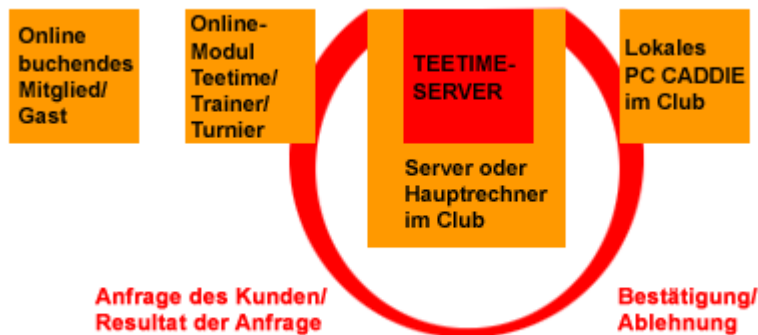 Online
buchendes
Mitglied/
Gast
Online-
Modul
Teetime/
Trainer/
Turnier
TEETIME-
SERVER
Server oder
Hauptrechner
im Club
Lokales
PC CADDIE
im Club
Anfrage des Kunden/
Resultat der Anfrage
Bestätigung/
Ablehnung